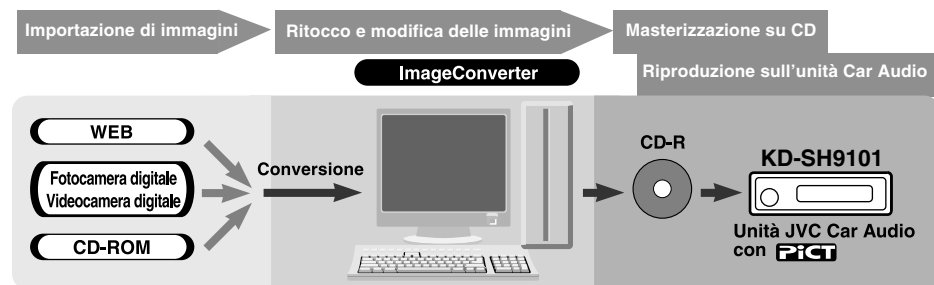 Importazione di immagini
Ritocco e modifica delle immagini
Masterizzazione su CD
ImageConverter
Riproduzione sull'unità Car Audio
WEB
Fotocamera digitale
Videocamera digitale
CD-ROM
Conversione
CD-R
KD-SH9101
Unità JVC Car Audio
con PiCT